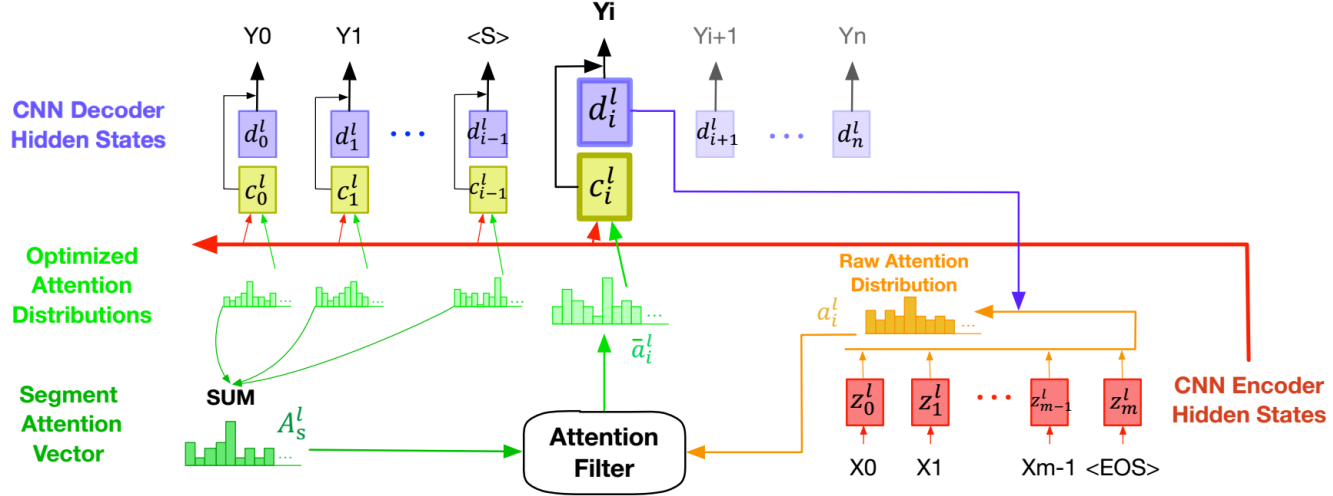 Y0 Y1 <S> Yi Yi+1 Yn
CNN Decoder
Hidden States
d_0^l d_1^l ... d_{i-1}^l d_i^l d_{i+1}^l ... d_n^l
c_0^l c_1^l c_{i-1}^l c_i^l
Optimized
Attention
Distributions
... ... ... ...
ā_i^l
Raw Attention
Distribution
a_i^l
...
Segment
Attention
Vector
SUM
A_s^l
...
Attention
Filter
z_0^l z_1^l ... z_{m-1}^l z_m^l
X0 X1 Xm-1 <EOS>
CNN Encoder
Hidden States